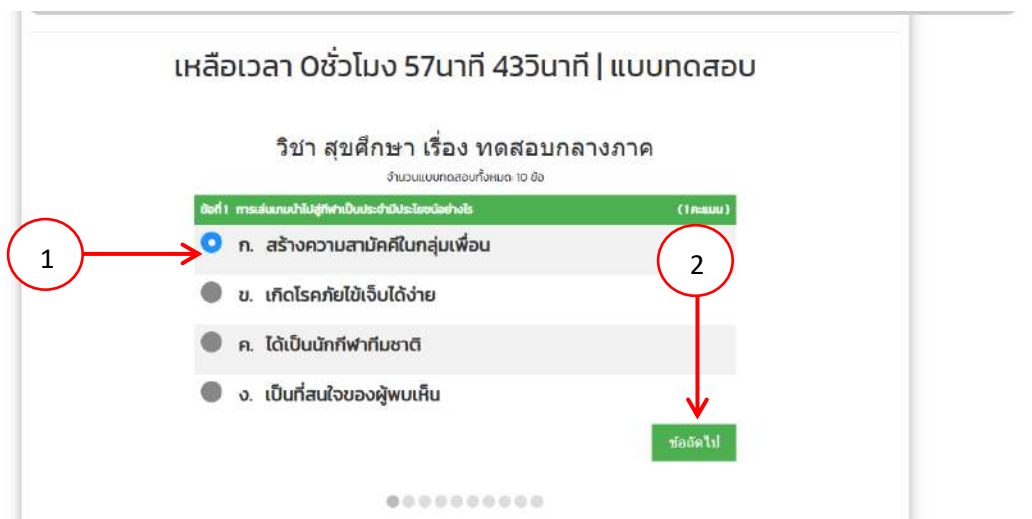 เหลือเวลา 0ชั่วโมง 57นาที 43วินาที | แบบทดสอบ
วิชา สุขศึกษา เรื่อง ทดสอบกลางภาค
จำนวนแบบทดสอบทั้งหมด: 10 ข้อ
ข้อที่ 1 การเล่นเกมนำไปสู่กีฬาเป็นประจำมีประโยชน์อย่างไร (1 คะแนน)
1
ก. สร้างความสามัคคีในกลุ่มเพื่อน
2
ข. เกิดโรคภัยไข้เจ็บได้ง่าย
ค. ได้เป็นนักกีฬาทีมชาติ
ง. เป็นที่สนใจของผู้พบเห็น
ข้อถัดไป